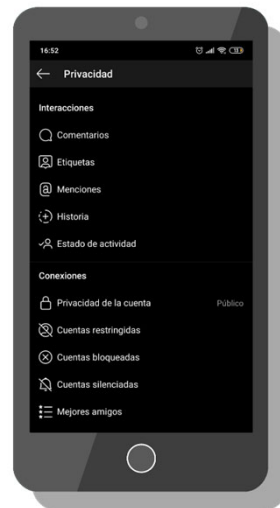 16:52
Privacidad
Interacciones
Comentarios
Etiquetas
Menciones
Historia
Estado de actividad
Conexiones
Privacidad de la cuenta Público
Cuentas restringidas
Cuentas bloqueadas
Cuentas silenciadas
Mejores amigos